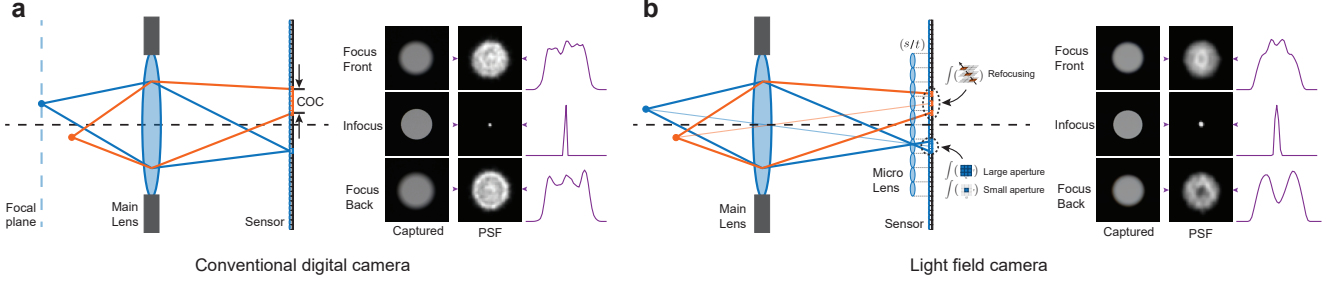 a
Focal
plane
Main
Lens
COC
Sensor
Focus
Front
Infocus
Focus
Back
Captured
PSF
Conventional digital camera
b
(s/t)
∫( ) Refocusing
∫( ) Large aperture
∫( ) Small aperture
Micro
Lens
Main
Lens
Sensor
Focus
Front
Infocus
Focus
Back
Captured
PSF
Light field camera